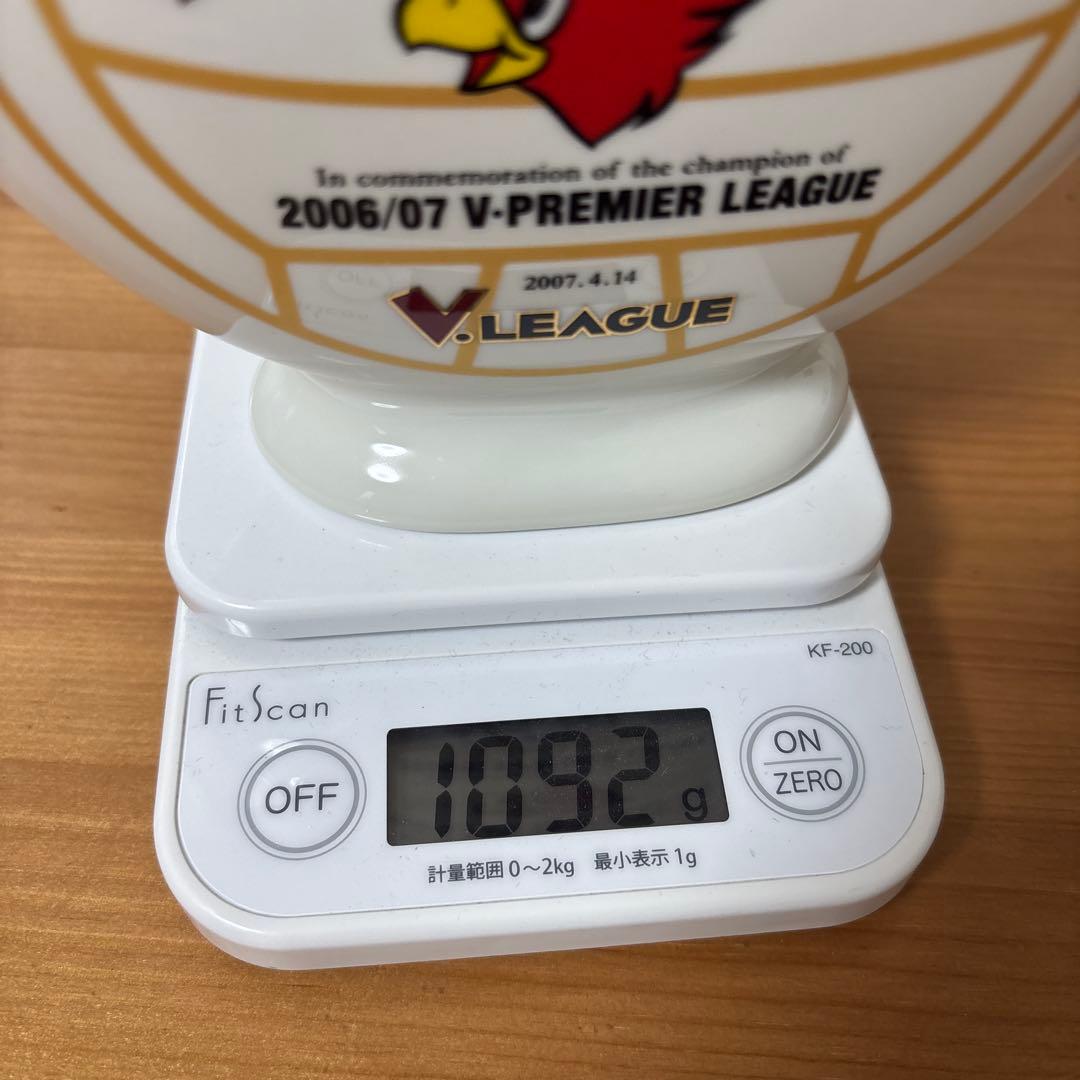 In commemoration of the champion of
2006/07 V•PREMIER LEAGUE
2007.4.14
V.LEAGUE
KF-200
FitScan
OFF
1092 g
ON
ZERO
計量範囲 0～2kg 最小表示 1g